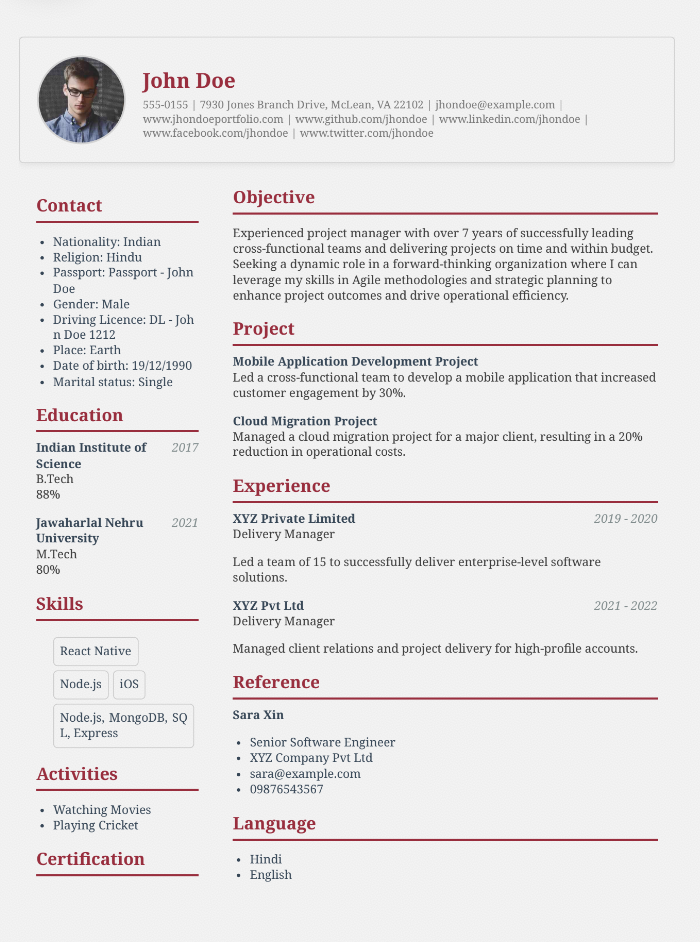 John Doe
555-0155 | 7930 Jones Branch Drive, McLean, VA 22102 | jhondoe@example.com |
www.jhondoeportfolio.com | www.github.com/jhondoe | www.linkedin.com/jhondoe |
www.facebook.com/jhondoe | www.twitter.com/jhondoe
Contact
• Nationality: Indian
• Religion: Hindu
• Passport: Passport - John
Doe
• Gender: Male
• Driving Licence: DL - Joh
n Doe 1212
• Place: Earth
• Date of birth: 19/12/1990
• Marital status: Single
Education
Indian Institute of 2017
Science
B.Tech
88%
Jawaharlal Nehru 2021
University
M.Tech
80%
Skills
React Native
Node.js iOS
Node.js, MongoDB, SQ
L, Express
Activities
• Watching Movies
• Playing Cricket
Certification
Objective
Experienced project manager with over 7 years of successfully leading
cross-functional teams and delivering projects on time and within budget.
Seeking a dynamic role in a forward-thinking organization where I can
leverage my skills in Agile methodologies and strategic planning to
enhance project outcomes and drive operational efficiency.
Project
Mobile Application Development Project
Led a cross-functional team to develop a mobile application that increased
customer engagement by 30%.
Cloud Migration Project
Managed a cloud migration project for a major client, resulting in a 20%
reduction in operational costs.
Experience
XYZ Private Limited 2019 - 2020
Delivery Manager
Led a team of 15 to successfully deliver enterprise-level software
solutions.
XYZ Pvt Ltd 2021 - 2022
Delivery Manager
Managed client relations and project delivery for high-profile accounts.
Reference
Sara Xin
• Senior Software Engineer
• XYZ Company Pvt Ltd
• sara@example.com
• 09876543567
Language
• Hindi
• English